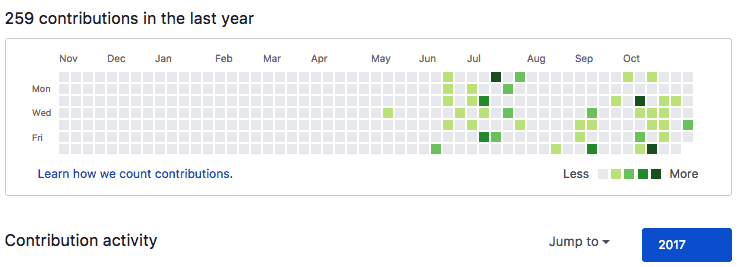 259 contributions in the last year
Nov Dec Jan Feb Mar Apr May Jun Jul Aug Sep Oct
Mon
Wed
Fri
Learn how we count contributions. Less More
Contribution activity Jump to 2017